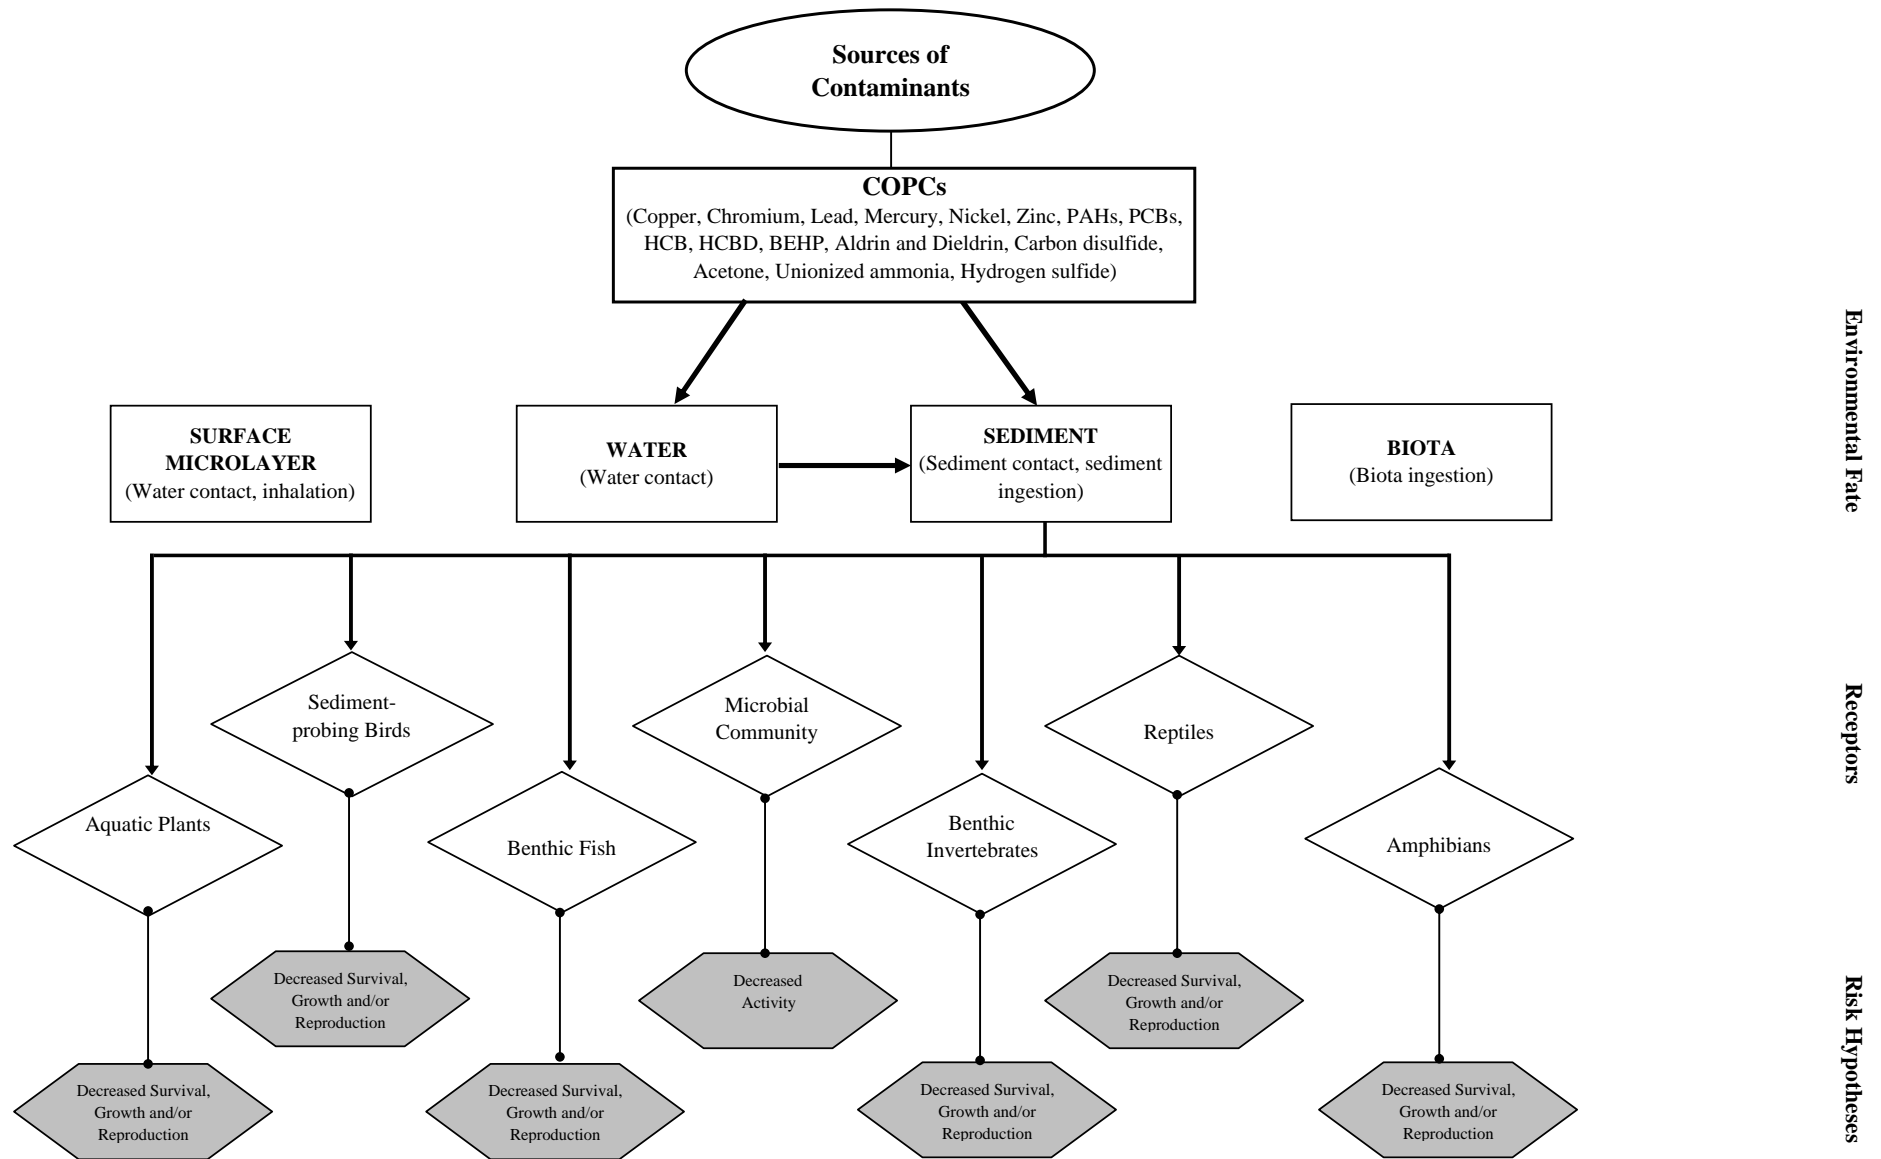 Sources of
Contaminants
COPCs
(Copper, Chromium, Lead, Mercury, Nickel, Zinc, PAHs, PCBs,
HCB, HCBD, BEHP, Aldrin and Dieldrin, Carbon disulfide,
Acetone, Unionized ammonia, Hydrogen sulfide)
Environmental Fate
SURFACE
MICROLAYER
(Water contact, inhalation)
WATER
(Water contact)
SEDIMENT
(Sediment contact, sediment
ingestion)
BIOTA
(Biota ingestion)
Receptors
Sediment-
probing Birds
Microbial
Community
Reptiles
Aquatic Plants
Benthic Fish
Benthic
Invertebrates
Amphibians
Risk Hypotheses
Decreased Survival,
Growth and/or
Reproduction
Decreased
Activity
Decreased Survival,
Growth and/or
Reproduction
Decreased Survival,
Growth and/or
Reproduction
Decreased Survival,
Growth and/or
Reproduction
Decreased Survival,
Growth and/or
Reproduction
Decreased Survival,
Growth and/or
Reproduction